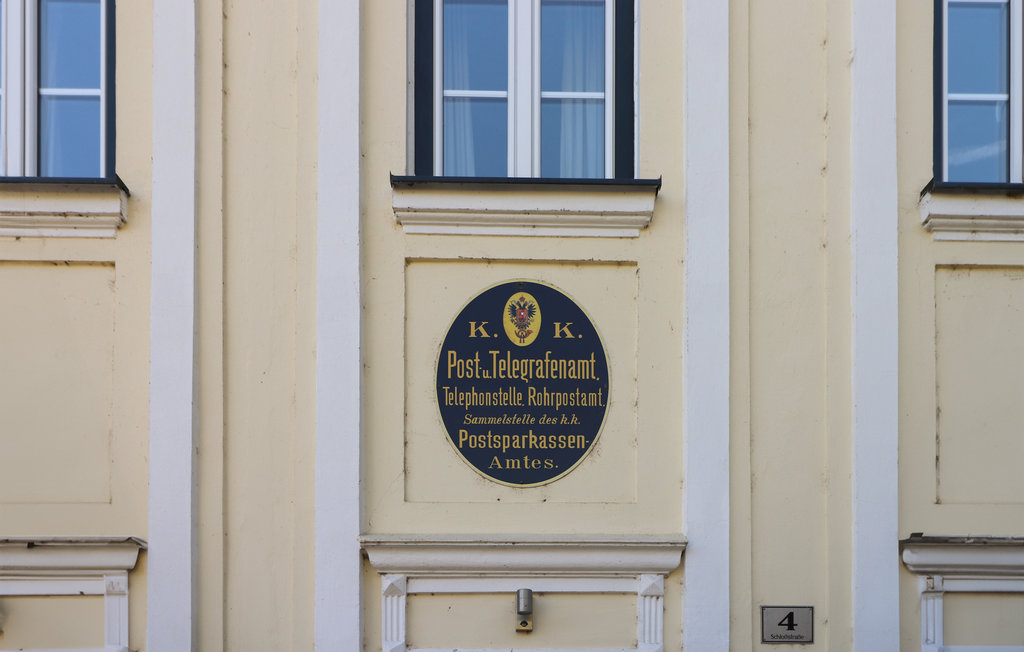 K. K.
Post- u. Telegrafenamt,
Telephonstelle, Rohrpostamt.
Sammelstelle des k.k.
Postsparkassen-
Amtes.
4
Schloßstraße